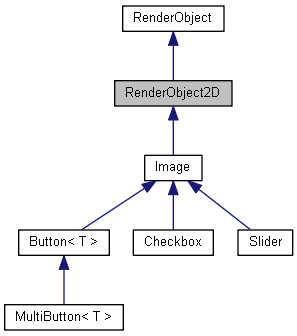 RenderObject
RenderObject2D
Image
Button< T >
Checkbox
Slider
MultiButton< T >